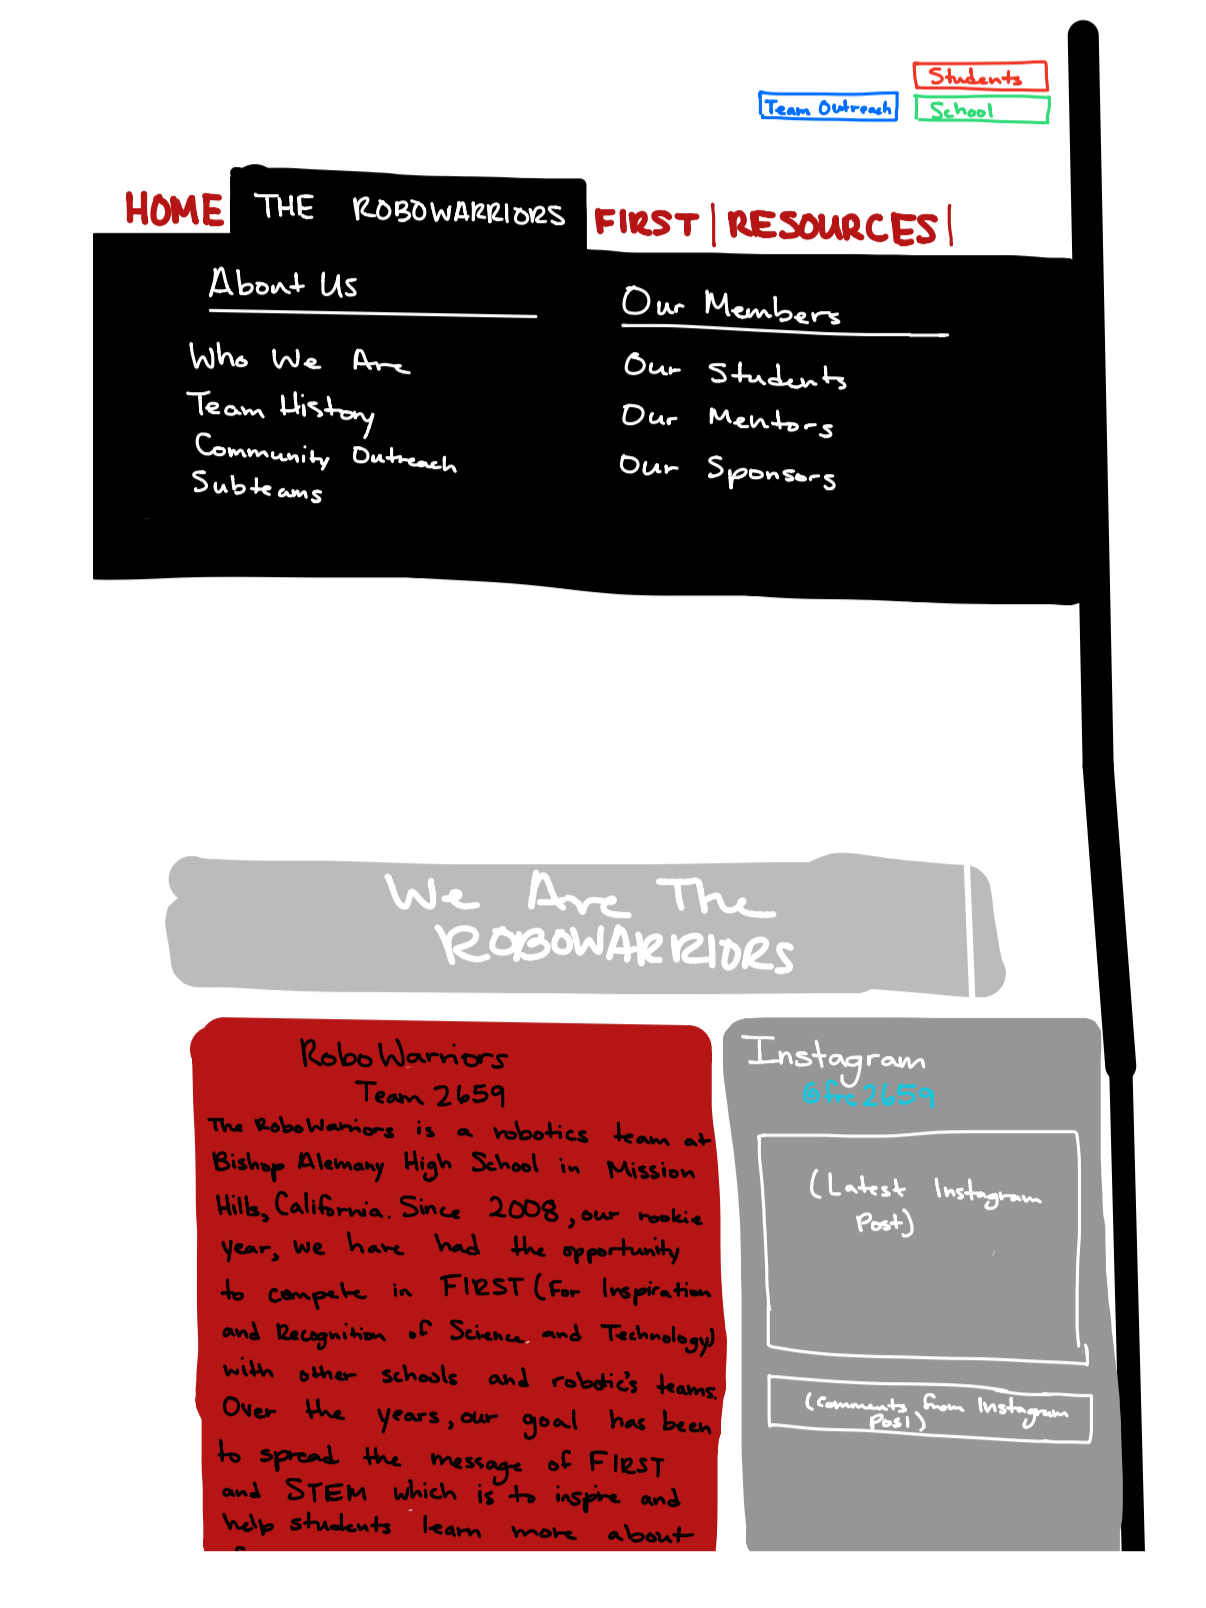 Students
Team Outreach
School
HOME
THE ROBOWARRIORS
FIRST | RESOURCES |
About Us
Who We Are
Team History
Community Outreach
Subteams
Our Members
Our Students
Our Mentors
Our Sponsors
We Are The
ROBOWARRIORS
RoboWarriors
Team 2659
The RoboWarriors is a robotics team at
Bishop Alemany High School in Mission
Hills, California. Since 2008, our rookie
year, we have had the opportunity
to compete in FIRST (For Inspiration
and Recognition of Science and Technology)
with other schools and robotic's teams.
Over the years, our goal has been
to spread the message of FIRST
and STEM which is to inspire and
help students learn more about
Instagram
@frc2659
(Latest Instagram
Post)
(comments from Instagram
Post)